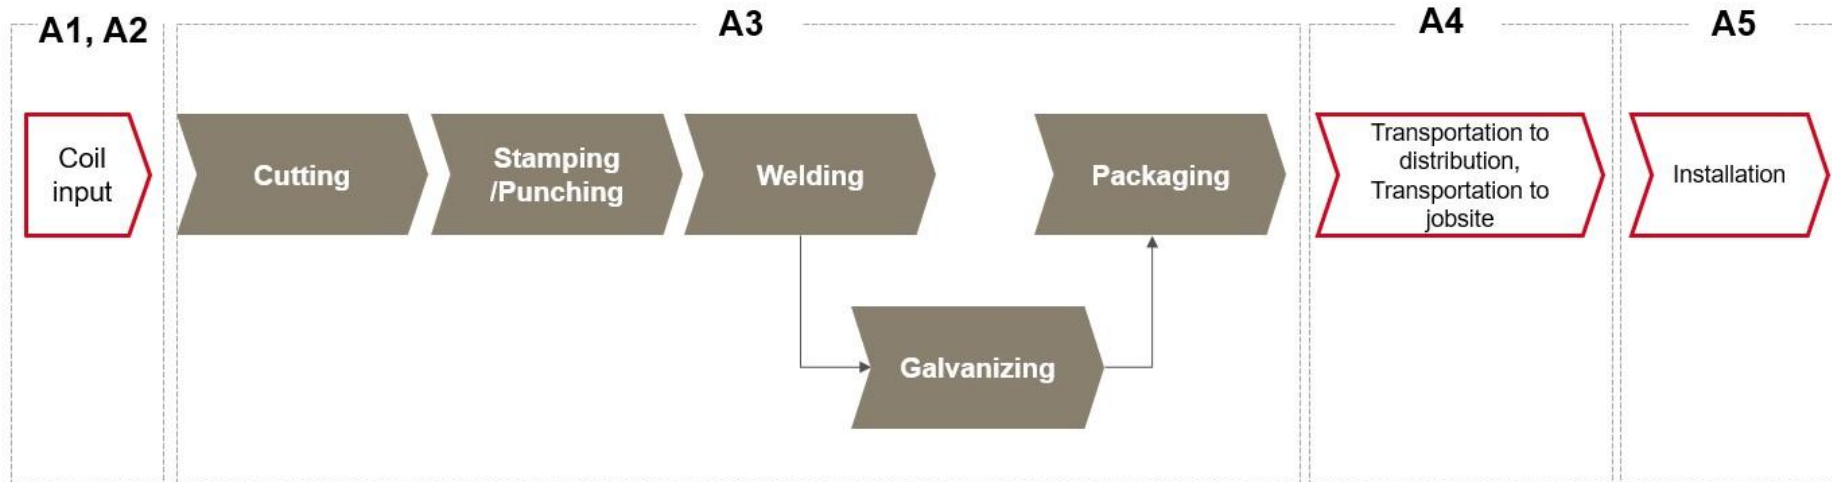 A1, A2
A3
A4
A5
Coil
input
Cutting
Stamping
/Punching
Welding
Packaging
Transportation to
distribution,
Transportation to
jobsite
Installation
Galvanizing